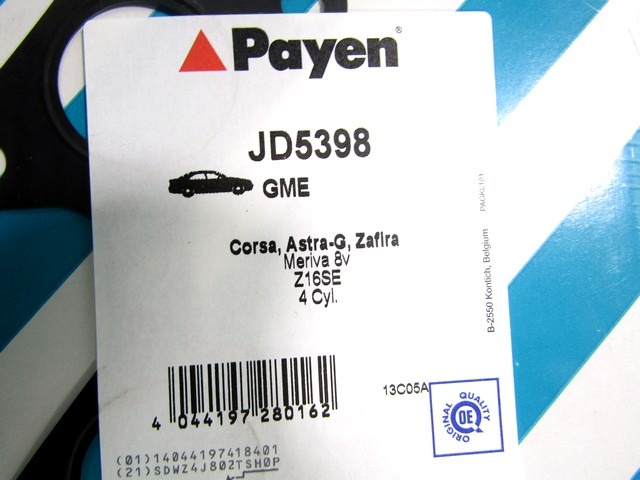 Payen®
JD5398
GME
Corsa, Astra-G, Zafira
Meriva 8v
Z16SE
4 Cyl.
B-2550 Kontich, Belgium
PAGKL101
13C05A
4 044197 280162
ORIGINAL QUALITY
OE
(01)14044197418401
(21)SDWZ4J802TSH0P